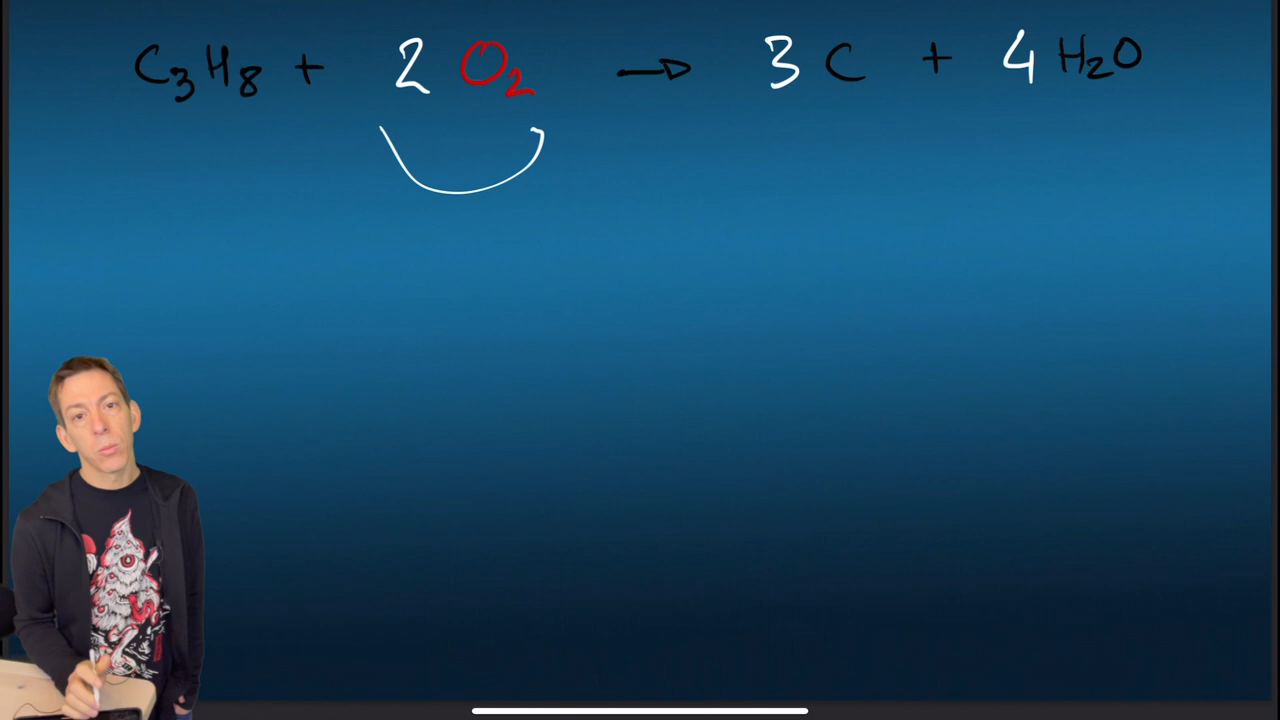 C₃H₈ + 2 O₂ → 3 C + 4 H₂O